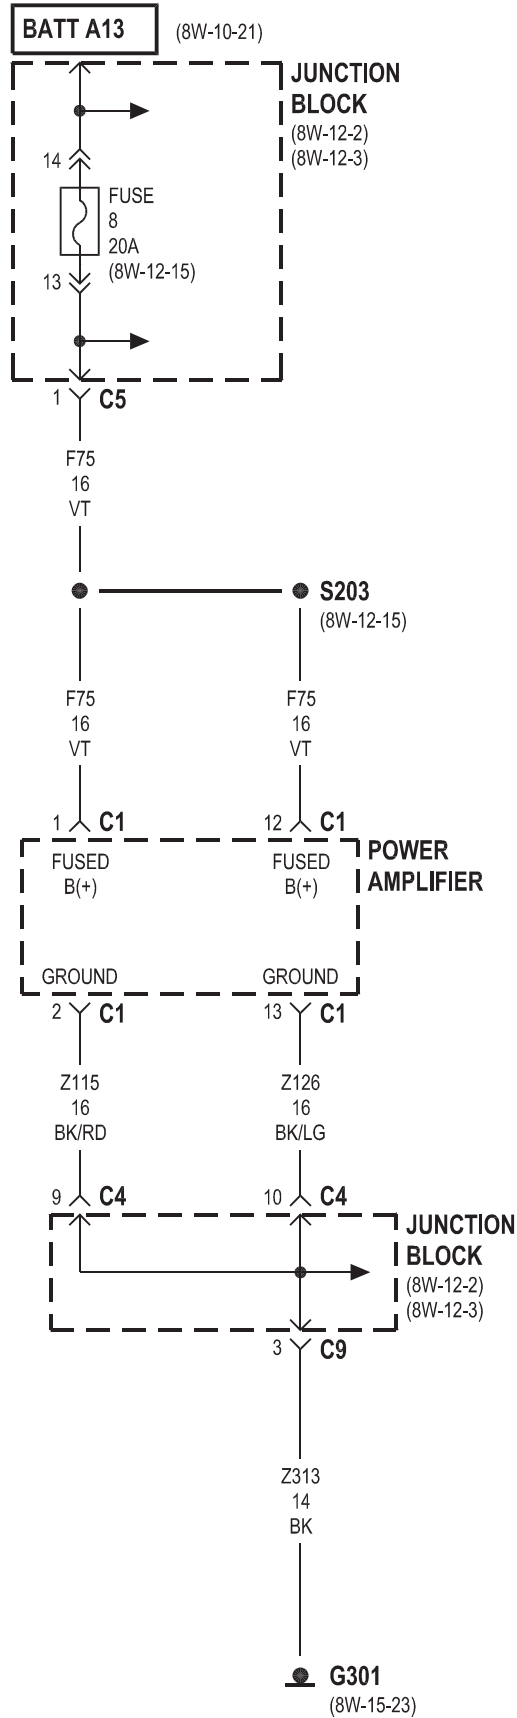 BATT A13
(8W-10-21)
JUNCTION
BLOCK
(8W-12-2)
(8W-12-3)
14
FUSE
8
20A
(8W-12-15)
13
1
C5
F75
16
VT
S203
(8W-12-15)
F75
16
VT
F75
16
VT
1
C1
12
C1
POWER
AMPLIFIER
FUSED
B(+)
FUSED
B(+)
GROUND
GROUND
2
C1
13
C1
Z115
16
BK/RD
Z126
16
BK/LG
9
C4
10
C4
JUNCTION
BLOCK
(8W-12-2)
(8W-12-3)
3
C9
Z313
14
BK
G301
(8W-15-23)